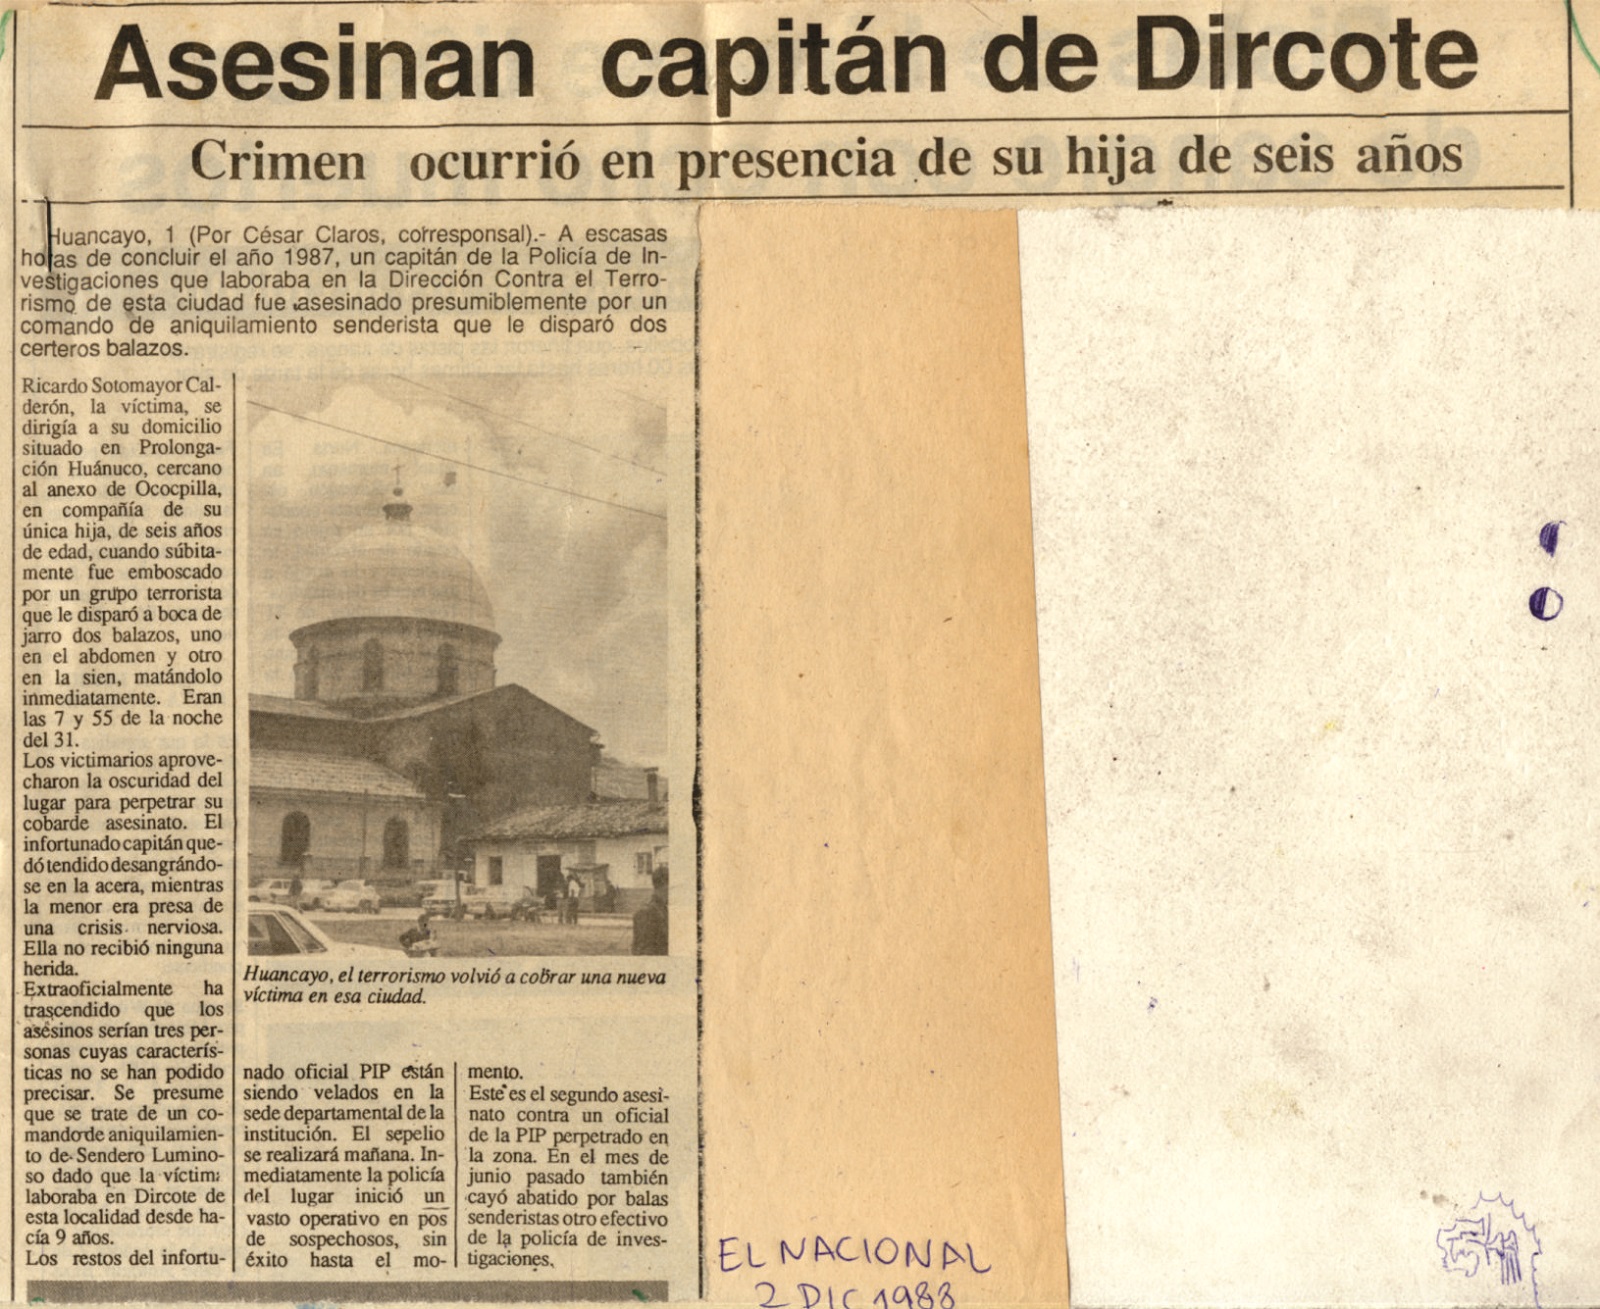 Asesinan capitán de Dircote
Crimen ocurrió en presencia de su hija de seis años
Huancayo, 1 (Por César Claros, corresponsal).- A escasas
horas de concluir el año 1987, un capitán de la Policía de In-
vestigaciones que laboraba en la Dirección Contra el Terro-
rismo de esta ciudad fue asesinado presumiblemente por un
comando de aniquilamiento senderista que le disparó dos
certeros balazos.
Ricardo Sotomayor Cal-
derón, la víctima, se
dirigía a su domicilio
situado en Prolonga-
ción Huánuco, cercano
al anexo de Ococpilla,
en compañía de su
única hija, de seis años
de edad, cuando súbita-
mente fue emboscado
por un grupo terrorista
que le disparó a boca de
jarro dos balazos, uno
en el abdomen y otro
en la sien, matándolo
inmediatamente. Eran
las 7 y 55 de la noche
del 31.
Los victimarios aprove-
charon la oscuridad del
lugar para perpetrar su
cobarde asesinato. El
infortunado capitán que-
dó tendido desangrándo-
se en la acera, mientras
la menor era presa de
una crisis nerviosa.
Ella no recibió ninguna
herida.
Extraoficialmente ha
trascendido que los
asesinos serían tres per-
sonas cuyas caracterís-
ticas no se han podido
precisar. Se presume
que se trate de un co-
mando de aniquilamien-
to de Sendero Lumino-
so dado que la víctima
laboraba en Dircote de
esta localidad desde ha-
cía 9 años.
Los restos del infortu-
Huancayo, el terrorismo volvió a cobrar una nueva
víctima en esa ciudad.
nado oficial PIP están
siendo velados en la
sede departamental de la
institución. El sepelio
se realizará mañana. In-
mediatamente la policía
del lugar inició un
vasto operativo en pos
de sospechosos, sin
éxito hasta el mo-
mento.
Este es el segundo asesi-
nato contra un oficial
de la PIP perpetrado en
la zona. En el mes de
junio pasado también
cayó abatido por balas
senderistas otro efectivo
de la policía de inves-
tigaciones.
EL NACIONAL
2 DIC 1988